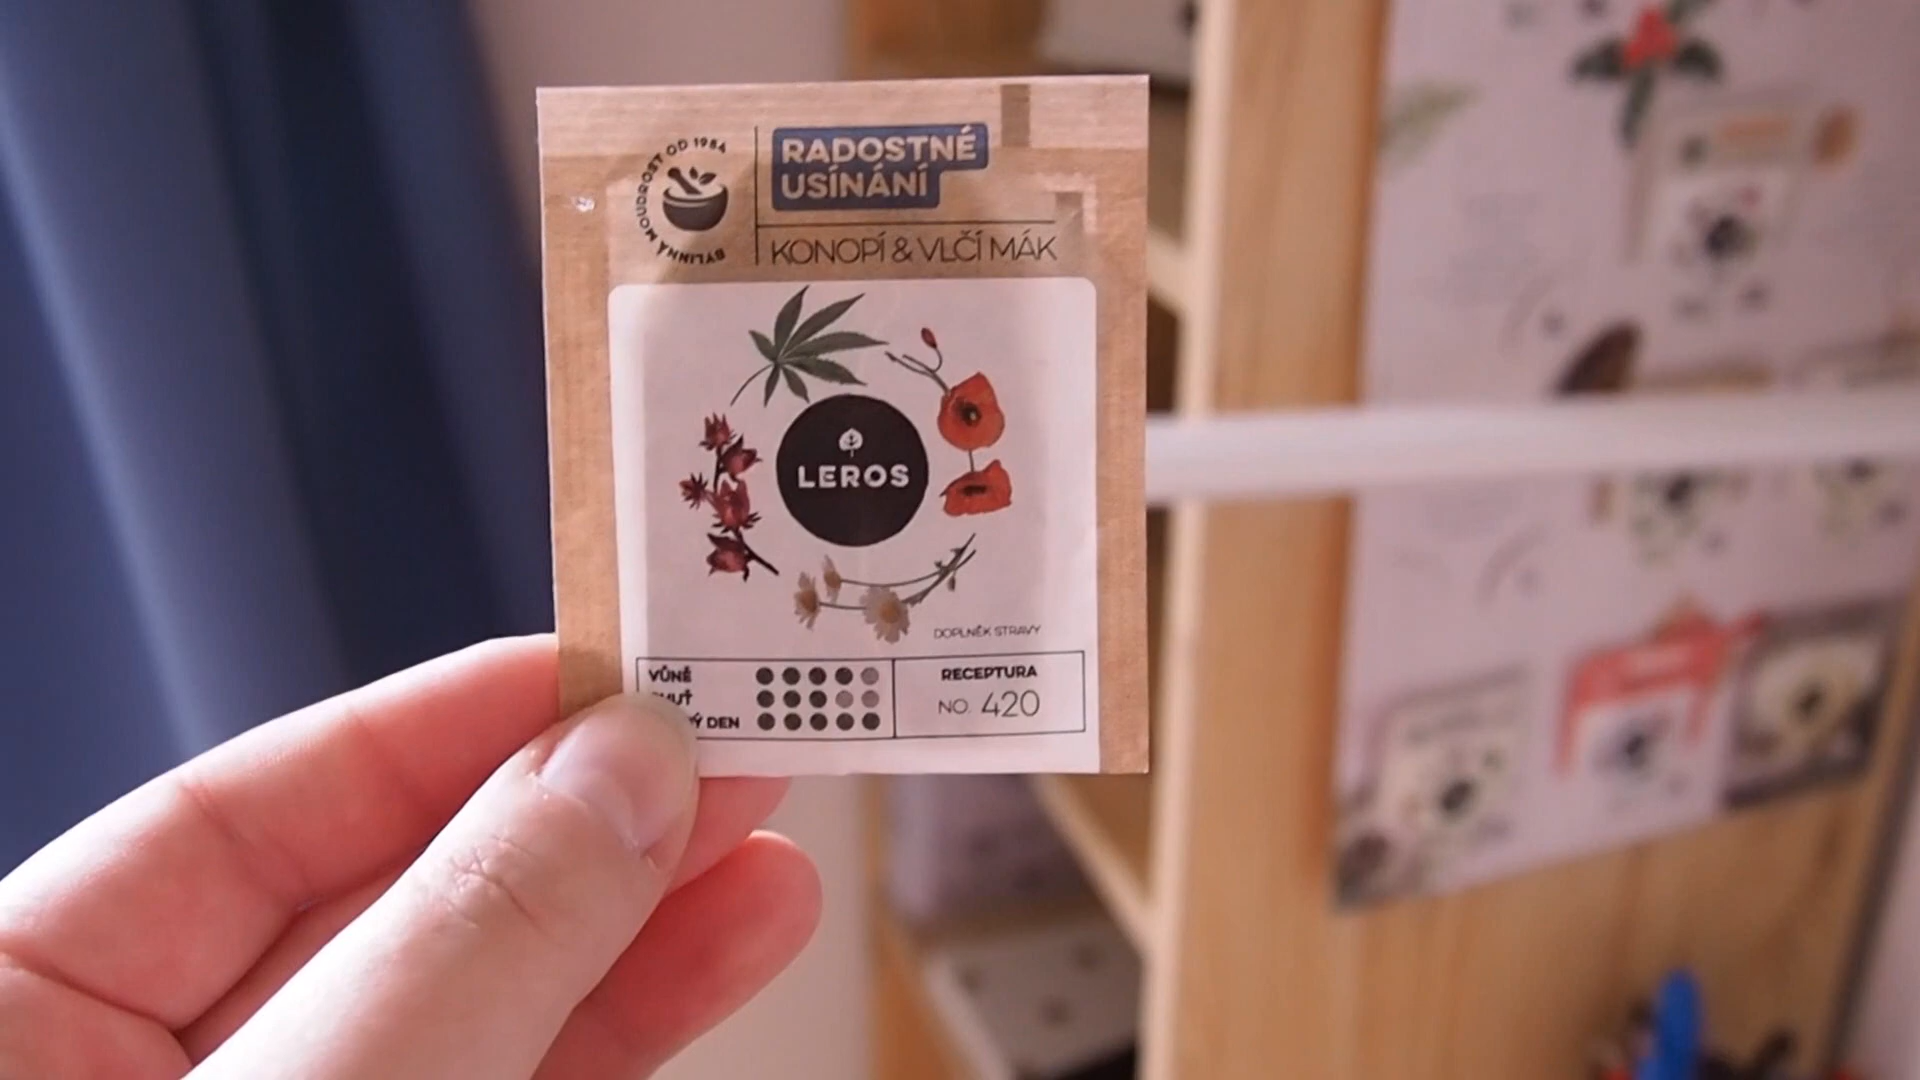 BYLINNÁ MOUDROST OD 1984
RADOSTNÉ
USÍNÁNÍ
KONOPÍ & VLČÍ MÁK
LEROS
DOPLNĚK STRAVY
VŮNĚ
DEN
RECEPTURA
NO. 420